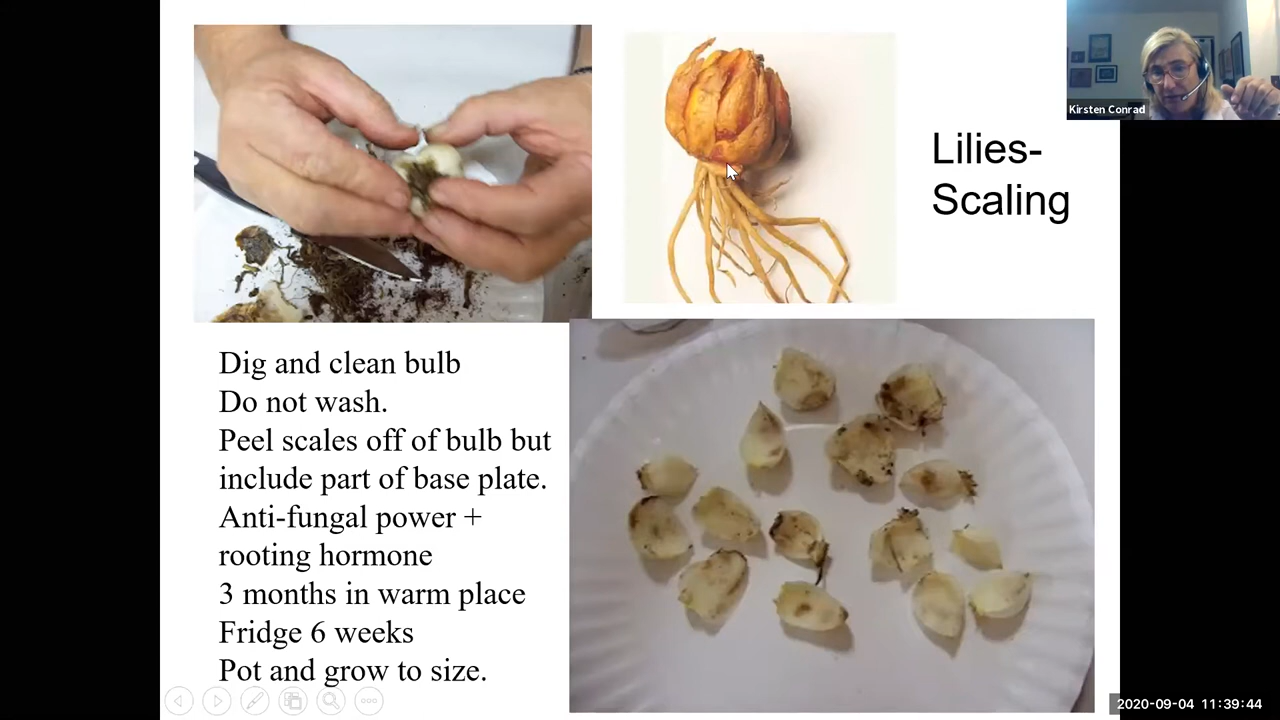 Kirsten Conrad
Lilies-
Scaling
Dig and clean bulb
Do not wash.
Peel scales off of bulb but
include part of base plate.
Anti-fungal power +
rooting hormone
3 months in warm place
Fridge 6 weeks
Pot and grow to size.
2020-09-04 11:39:44